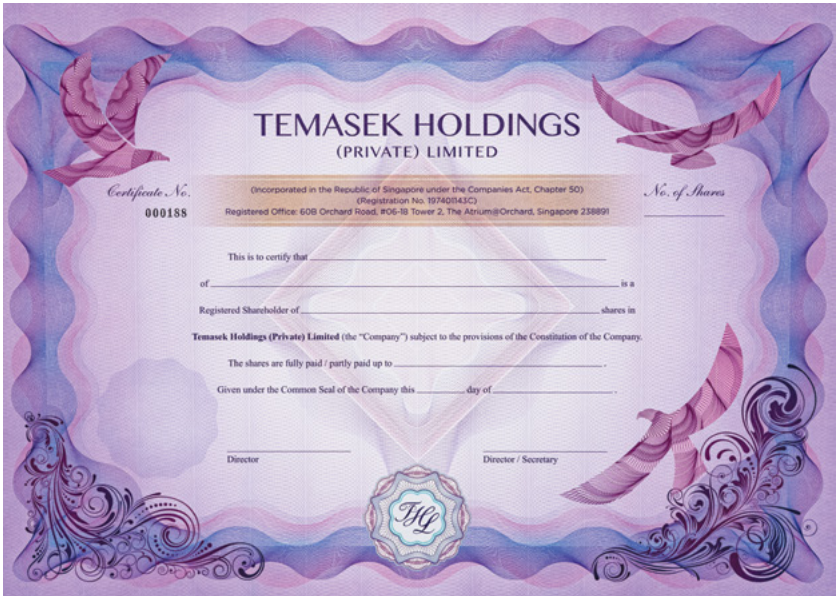 TEMASEK HOLDINGS
(PRIVATE) LIMITED
Certificate No.
000188
(Incorporated in the Republic of Singapore under the Companies Act, Chapter 50)
(Registration No. 197401143C)
Registered Office: 60B Orchard Road, #06-18 Tower 2, The Atrium@Orchard, Singapore 238891
No. of Shares
This is to certify that
of is a
Registered Shareholder of shares in
Temasek Holdings (Private) Limited (the “Company”) subject to the provisions of the Constitution of the Company.
The shares are fully paid / partly paid up to .
Given under the Common Seal of the Company this day of .
Director
Director / Secretary
THL